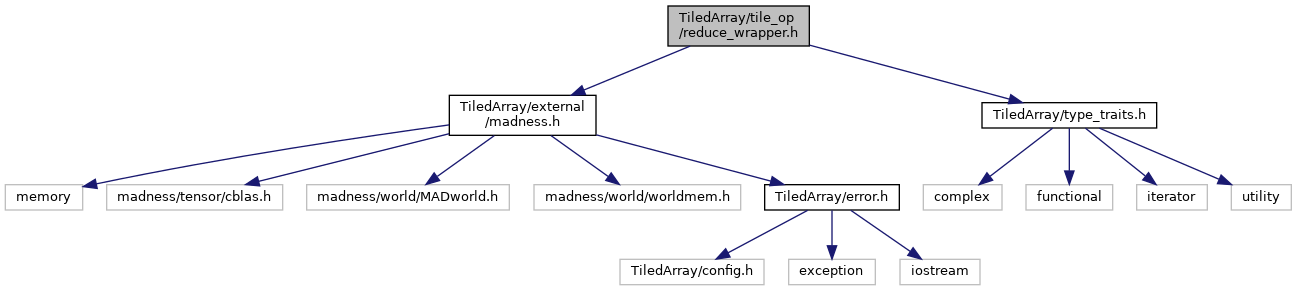 TiledArray/tile_op
/reduce_wrapper.h
TiledArray/external
/madness.h
TiledArray/type_traits.h
memory
madness/tensor/cblas.h
madness/world/MADworld.h
madness/world/worldmem.h
TiledArray/error.h
complex
functional
iterator
utility
TiledArray/config.h
exception
iostream